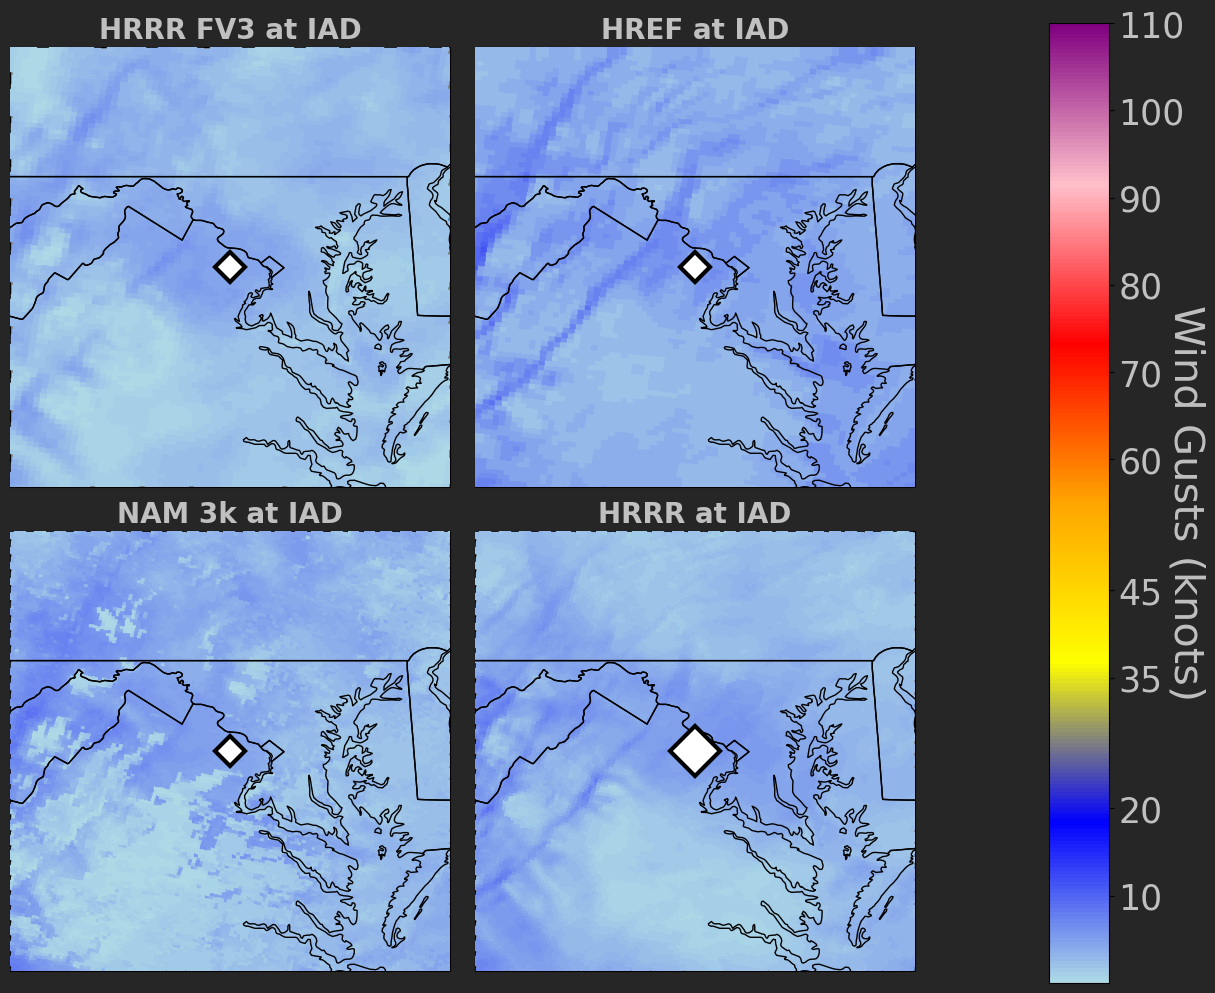 HRRR FV3 at IAD
HREF at IAD
NAM 3k at IAD
HRRR at IAD
110
100
90
80
70
60
45
35
20
10
Wind Gusts (knots)